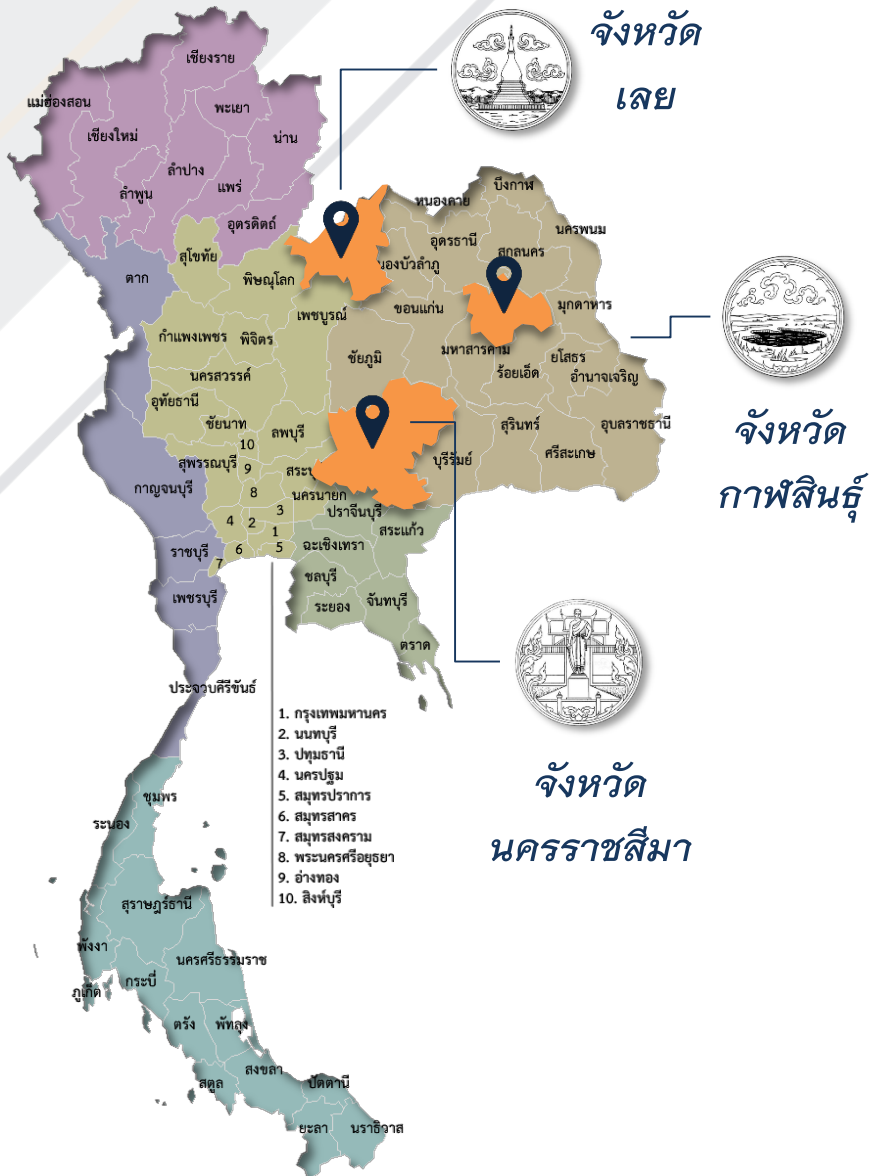 จังหวัด
เลย
เชียงราย
แม่ฮ่องสอน
พะเยา
เชียงใหม่
น่าน
ลำปาง
แพร่
ลำพูน
อุตรดิตถ์
บึงกาฬ
หนองคาย
นครพนม
อุดรธานี
สกลนคร
สุโขทัย
นองบัวลำภู
ตาก
พิษณุโลก
ขอนแก่น
มุกดาหาร
เพชรบูรณ์
กำแพงเพชร
พิจิตร
ชัยภูมิ
มหาสารคาม
ยโสธร
ร้อยเอ็ด
อำนาจเจริญ
นครสวรรค์
อุทัยธานี
ชัยนาท
ลพบุรี
สุรินทร์
อุบลราชธานี
ศรีสะเกษ
บุรีรัมย์
จังหวัด
กาฬสินธุ์
10
สุพรรณบุรี
9
สระบุ
กาญจนบุรี
8
นครนายก
3
ปราจีนบุรี
4
2
1
สระแก้ว
ราชบุรี
6
5
ฉะเชิงเทรา
7
ชลบุรี
เพชรบุรี
ระยอง
จันทบุรี
ตราด
ประจวบคีรีขันธ์
1. กรุงเทพมหานคร
2. นนทบุรี
3. ปทุมธานี
4. นครปฐม
5. สมุทรปราการ
6. สมุทรสาคร
7. สมุทรสงคราม
8. พระนครศรีอยุธยา
9. อ่างทอง
10. สิงห์บุรี
จังหวัด
นครราชสีมา
ชุมพร
ระนอง
สุราษฎร์ธานี
พังงา
นครศรีธรรมราช
กระบี่
ภูเก็ต
ตรัง
พัทลุง
สงขลา
สตูล
ปัตตานี
ยะลา
นราธิวาส